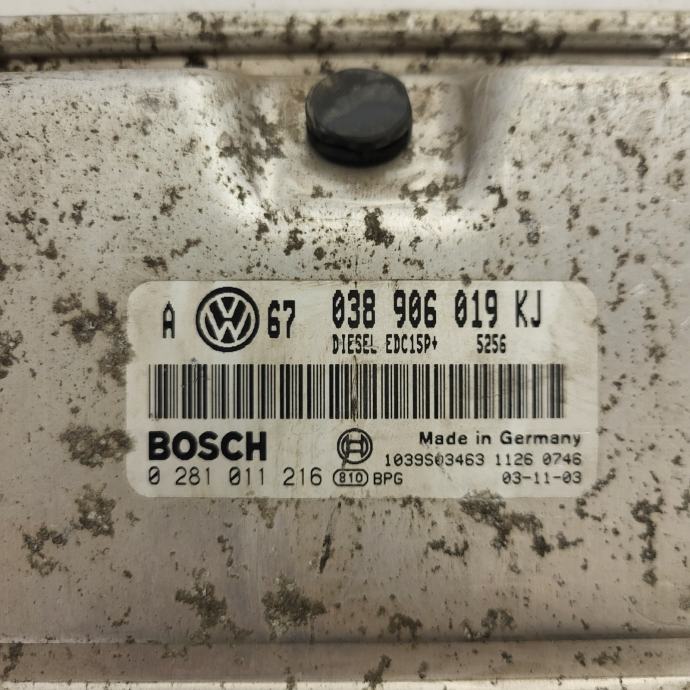 A VW 67 038 906 019 KJ
DIESEL EDC15P+ 5256
BOSCH Made in Germany
1039S03463 1126 0746
0 281 011 216 810 BPG 03-11-03